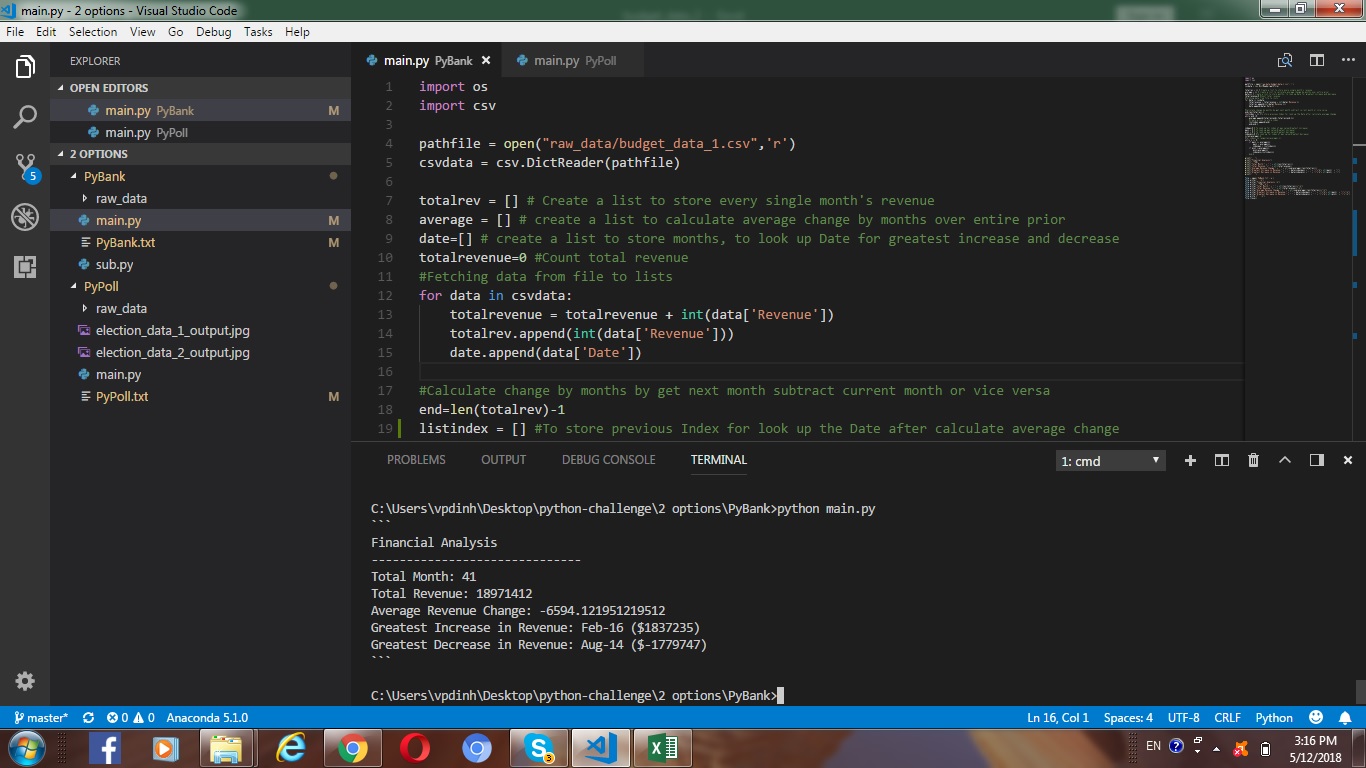 main.py - 2 options - Visual Studio Code
File Edit Selection View Go Debug Tasks Help
EXPLORER
OPEN EDITORS
main.py PyBank M
main.py PyPoll
2 OPTIONS
PyBank
raw_data
main.py M
PyBank.txt M
sub.py
PyPoll
raw_data
election_data_1_output.jpg
election_data_2_output.jpg
main.py
PyPoll.txt M
5
main.py PyBank main.py PyPoll
1 import os
2 import csv
3
4 pathfile = open("raw_data/budget_data_1.csv",'r')
5 csvdata = csv.DictReader(pathfile)
6
7 totalrev = [] # Create a list to store every single month's revenue
8 average = [] # create a list to calculate average change by months over entire prior
9 date=[] # create a list to store months, to look up Date for greatest increase and decrease
10 totalrevenue=0 #Count total revenue
11 #Fetching data from file to lists
12 for data in csvdata:
13 totalrevenue = totalrevenue + int(data['Revenue'])
14 totalrev.append(int(data['Revenue']))
15 date.append(data['Date'])
16
17 #Calculate change by months by get next month subtract current month or vice versa
18 end=len(totalrev)-1
19 listindex = [] #To store previous Index for look up the Date after calculate average change
PROBLEMS OUTPUT DEBUG CONSOLE TERMINAL
1: cmd
C:\Users\vpdinh\Desktop\python-challenge\2 options\PyBank>python main.py
```
Financial Analysis
------------------------------
Total Month: 41
Total Revenue: 18971412
Average Revenue Change: -6594.121951219512
Greatest Increase in Revenue: Feb-16 ($1837235)
Greatest Decrease in Revenue: Aug-14 ($-1779747)
```
C:\Users\vpdinh\Desktop\python-challenge\2 options\PyBank>
master* 0 0 Anaconda 5.1.0
Ln 16, Col 1 Spaces: 4 UTF-8 CRLF Python
3
EN
3:16 PM
5/12/2018